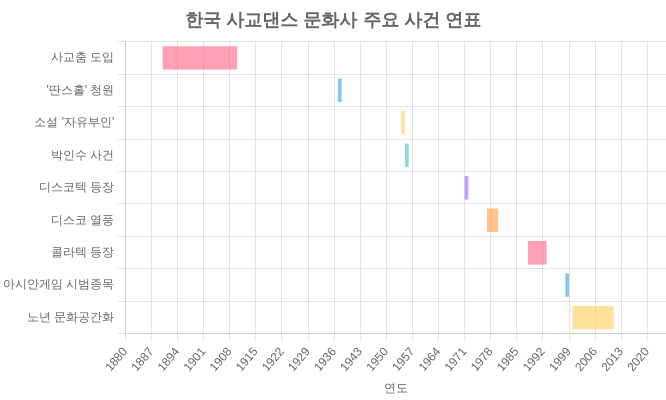 한국 사교댄스 문화사 주요 사건 연표
사교춤 도입
'딴스홀' 청원
소설 '자유부인'
박인수 사건
디스코텍 등장
디스코 열풍
콜라텍 등장
아시안게임 시범종목
노년 문화공간화
1880 1887 1894 1901 1908 1915 1922 1929 1936 1943 1950 1957 1964 1971 1978 1985 1992 1999 2006 2013 2020
연도